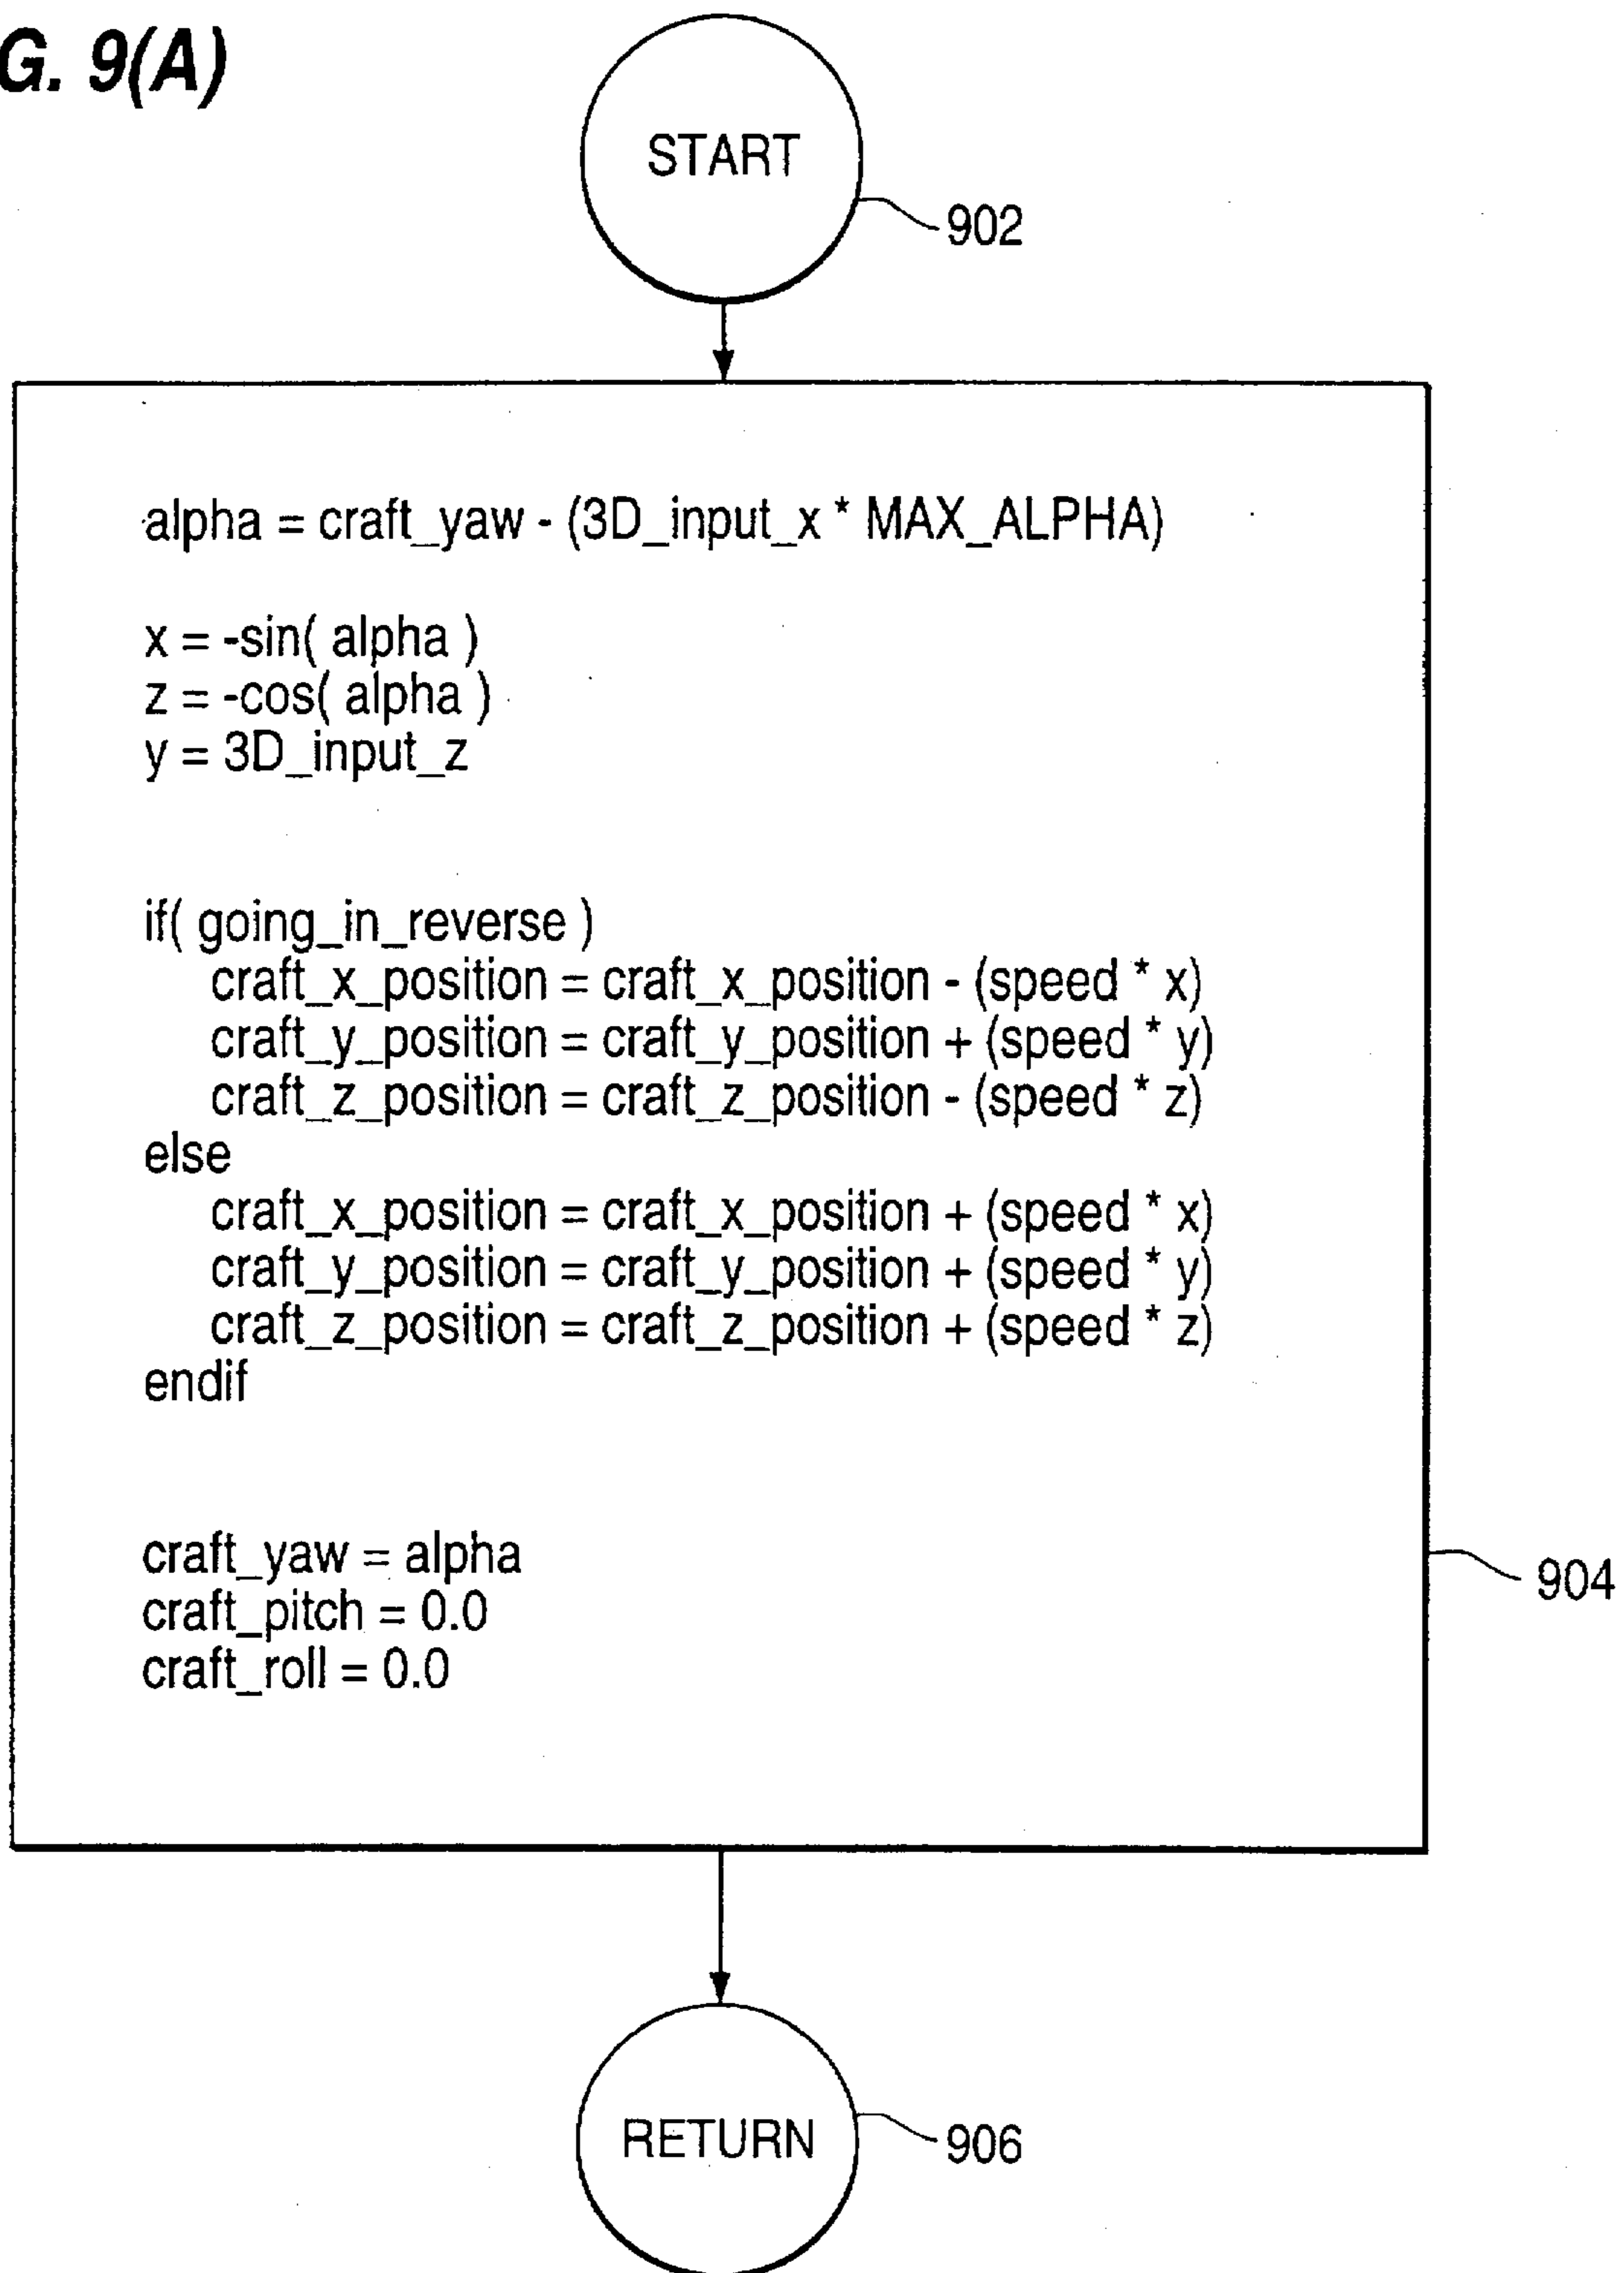 G. 9(A)
START
902
alpha = craft_yaw - (3D_input_x * MAX_ALPHA)
x = -sin( alpha )
z = -cos( alpha )
y = 3D_input_z
if( going_in_reverse )
craft_x_position = craft_x_position - (speed * x)
craft_y_position = craft_y_position + (speed * y)
craft_z_position = craft_z_position - (speed * z)
else
craft_x_position = craft_x_position + (speed * x)
craft_y_position = craft_y_position + (speed * y)
craft_z_position = craft_z_position + (speed * z)
endif
craft_yaw = alpha
craft_pitch = 0.0
craft_roll = 0.0
904
RETURN
906